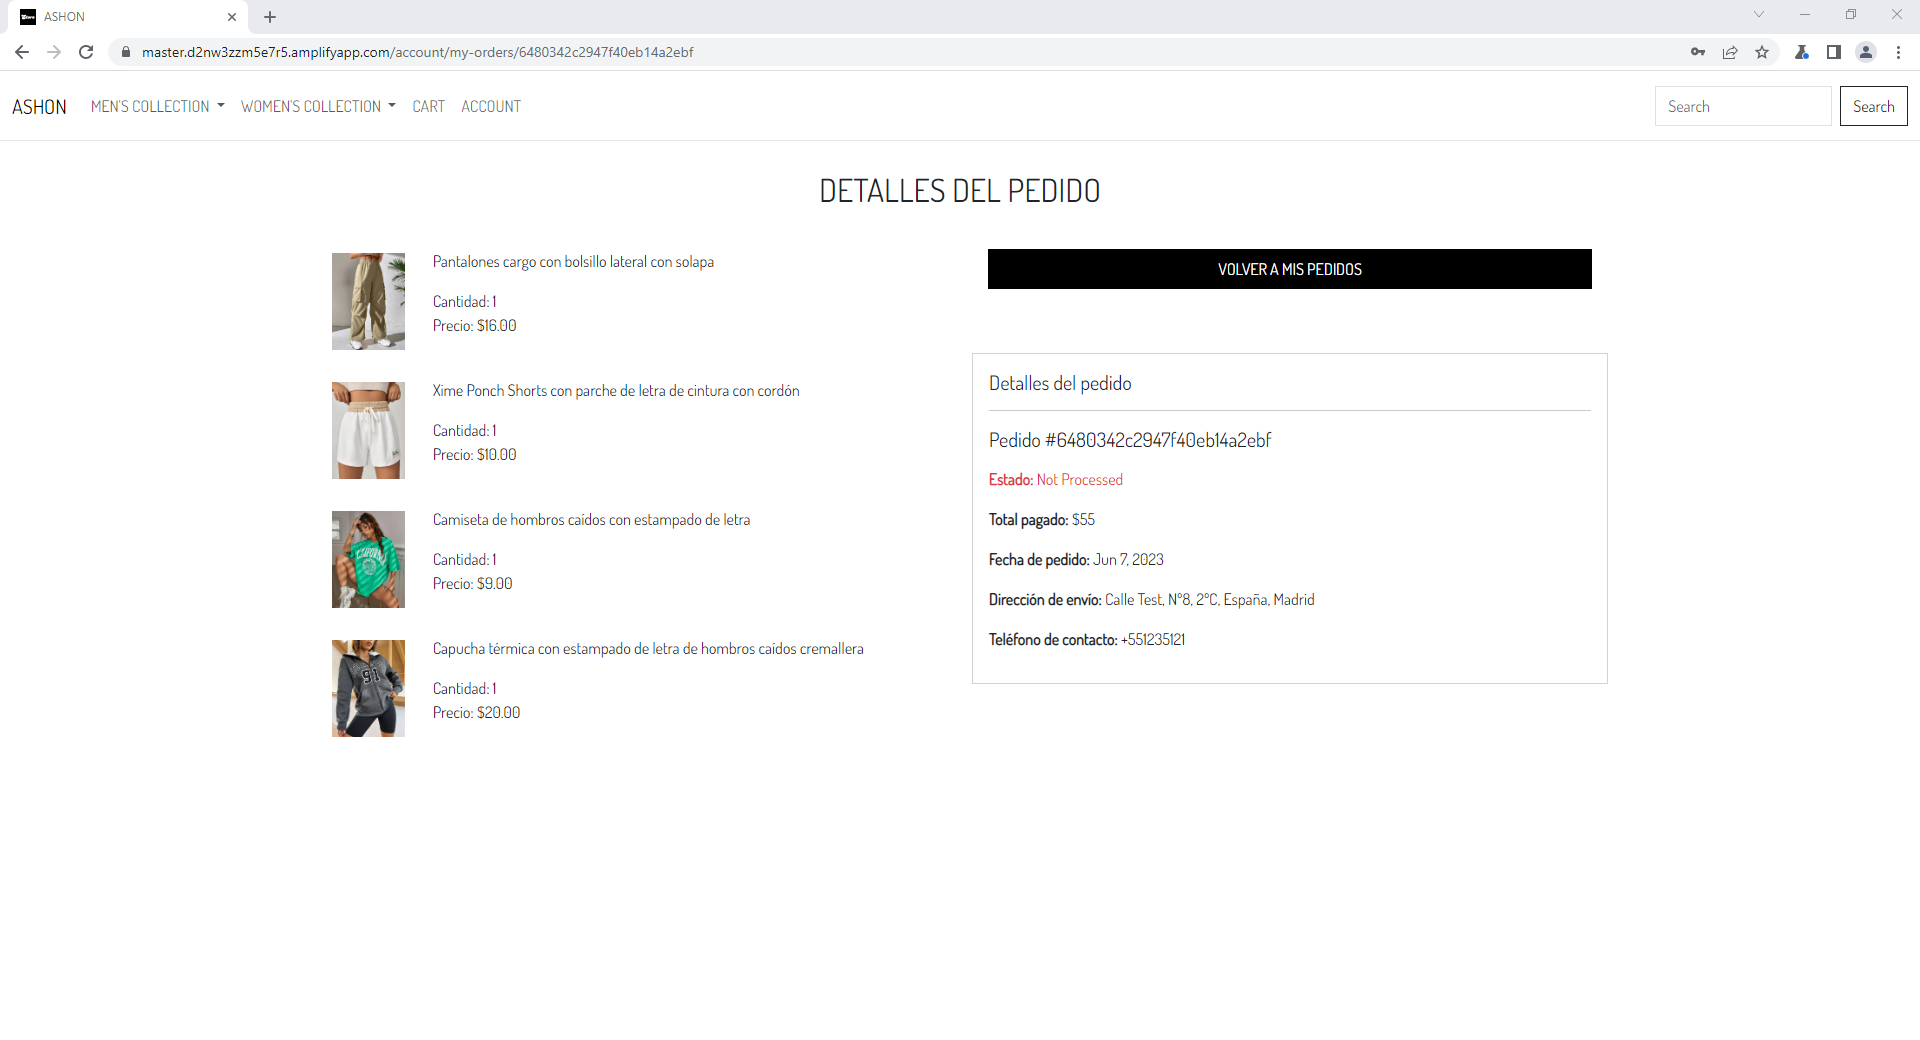 ASHON
master.d2nw3zzm5e7r5.amplifyapp.com/account/my-orders/6480342c2947f40eb14a2ebf
ASHON MEN'S COLLECTION WOMEN'S COLLECTION CART ACCOUNT Search Search
DETALLES DEL PEDIDO
Pantalones cargo con bolsillo lateral con solapa
Cantidad: 1
Precio: $16.00
Xime Ponch Shorts con parche de letra de cintura con cordón
Cantidad: 1
Precio: $10.00
Camiseta de hombros caídos con estampado de letra
Cantidad: 1
Precio: $9.00
Capucha térmica con estampado de letra de hombros caídos cremallera
Cantidad: 1
Precio: $20.00
VOLVER A MIS PEDIDOS
Detalles del pedido
Pedido #6480342c2947f40eb14a2ebf
Estado: Not Processed
Total pagado: $55
Fecha de pedido: Jun 7, 2023
Dirección de envío: Calle Test, Nº8, 2ºC, España, Madrid
Teléfono de contacto: +551235121
CALIFORNIA
91